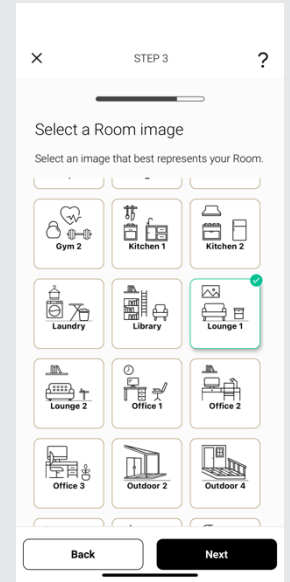 STEP 3
?
Select a Room image
Select an image that best represents your Room.
Gym 2
Kitchen 1
Kitchen 2
Laundry
Library
Lounge 1
Lounge 2
Office 1
Office 2
Office 3
Outdoor 2
Outdoor 4
Back
Next